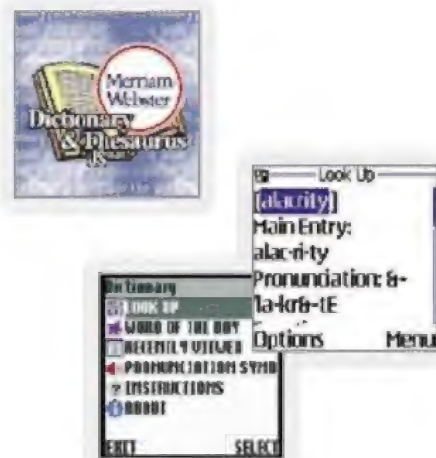 Merriam
Webster
Dictionary
& Thesaurus
Look Up
[alacrity]
Main Entry:
alac·ri·ty
Pronunciation: &-
'la-kr&-tE
Options Menu
Dictionary
LOOK UP
WORD OF THE DAY
RECENTLY VIEWED
PRONUNCIATION SYMB
? INSTRUCTIONS
ABOUT
EXIT SELECT